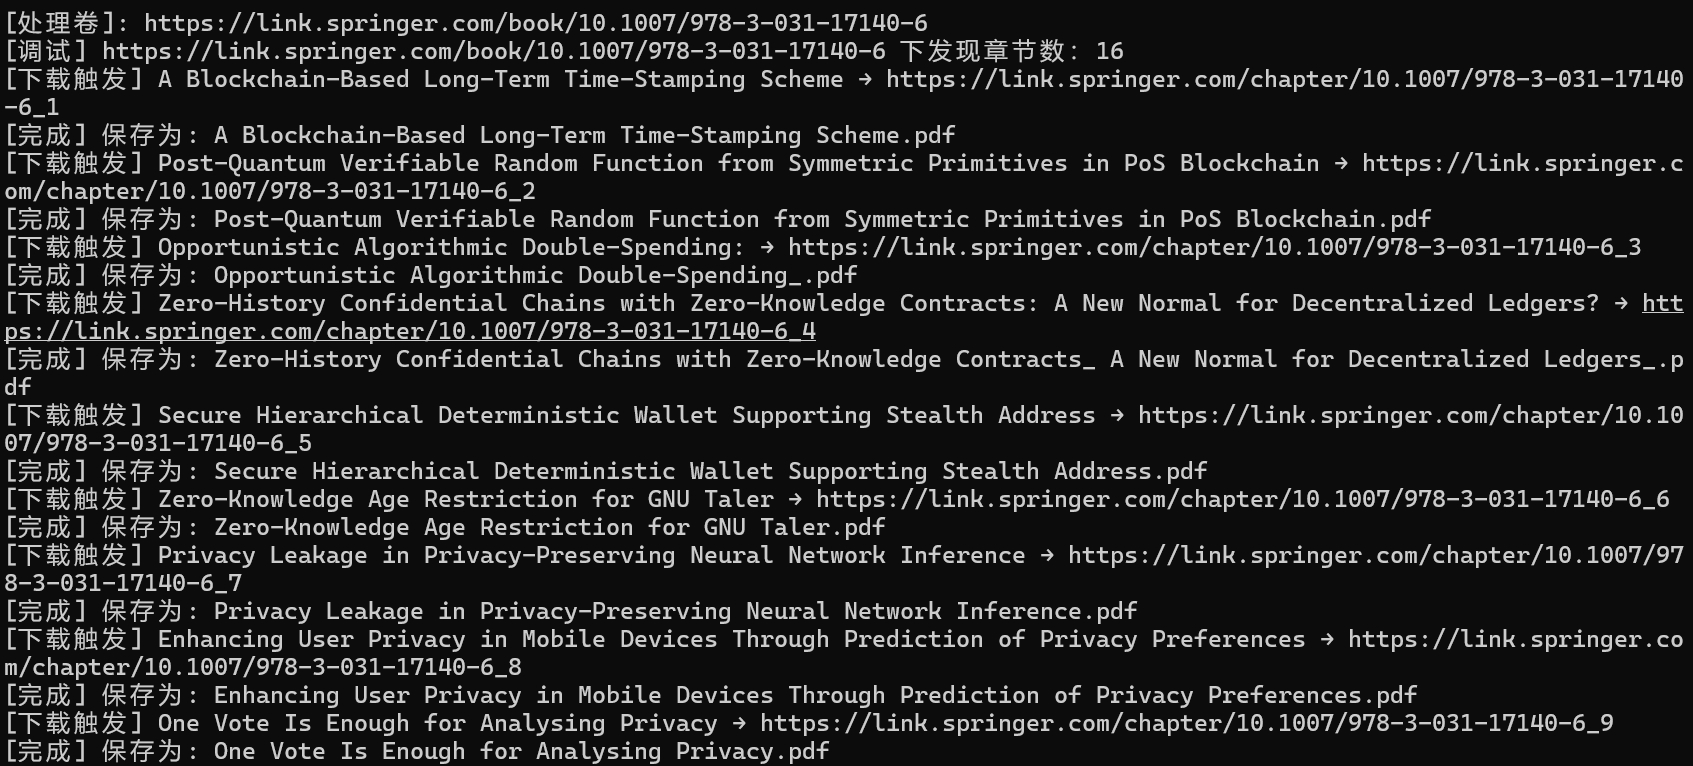 [处理卷]: https://link.springer.com/book/10.1007/978-3-031-17140-6
[调试] https://link.springer.com/book/10.1007/978-3-031-17140-6 下发现章节数: 16
[下载触发] A Blockchain-Based Long-Term Time-Stamping Scheme → https://link.springer.com/chapter/10.1007/978-3-031-17140
-6_1
[完成] 保存为: A Blockchain-Based Long-Term Time-Stamping Scheme.pdf
[下载触发] Post-Quantum Verifiable Random Function from Symmetric Primitives in PoS Blockchain → https://link.springer.c
om/chapter/10.1007/978-3-031-17140-6_2
[完成] 保存为: Post-Quantum Verifiable Random Function from Symmetric Primitives in PoS Blockchain.pdf
[下载触发] Opportunistic Algorithmic Double-Spending: → https://link.springer.com/chapter/10.1007/978-3-031-17140-6_3
[完成] 保存为: Opportunistic Algorithmic Double-Spending_.pdf
[下载触发] Zero-History Confidential Chains with Zero-Knowledge Contracts: A New Normal for Decentralized Ledgers? → htt
ps://link.springer.com/chapter/10.1007/978-3-031-17140-6_4
[完成] 保存为: Zero-History Confidential Chains with Zero-Knowledge Contracts_ A New Normal for Decentralized Ledgers_.p
df
[下载触发] Secure Hierarchical Deterministic Wallet Supporting Stealth Address → https://link.springer.com/chapter/10.10
07/978-3-031-17140-6_5
[完成] 保存为: Secure Hierarchical Deterministic Wallet Supporting Stealth Address.pdf
[下载触发] Zero-Knowledge Age Restriction for GNU Taler → https://link.springer.com/chapter/10.1007/978-3-031-17140-6_6
[完成] 保存为: Zero-Knowledge Age Restriction for GNU Taler.pdf
[下载触发] Privacy Leakage in Privacy-Preserving Neural Network Inference → https://link.springer.com/chapter/10.1007/97
8-3-031-17140-6_7
[完成] 保存为: Privacy Leakage in Privacy-Preserving Neural Network Inference.pdf
[下载触发] Enhancing User Privacy in Mobile Devices Through Prediction of Privacy Preferences → https://link.springer.co
m/chapter/10.1007/978-3-031-17140-6_8
[完成] 保存为: Enhancing User Privacy in Mobile Devices Through Prediction of Privacy Preferences.pdf
[下载触发] One Vote Is Enough for Analysing Privacy → https://link.springer.com/chapter/10.1007/978-3-031-17140-6_9
[完成] 保存为: One Vote Is Enough for Analysing Privacy.pdf